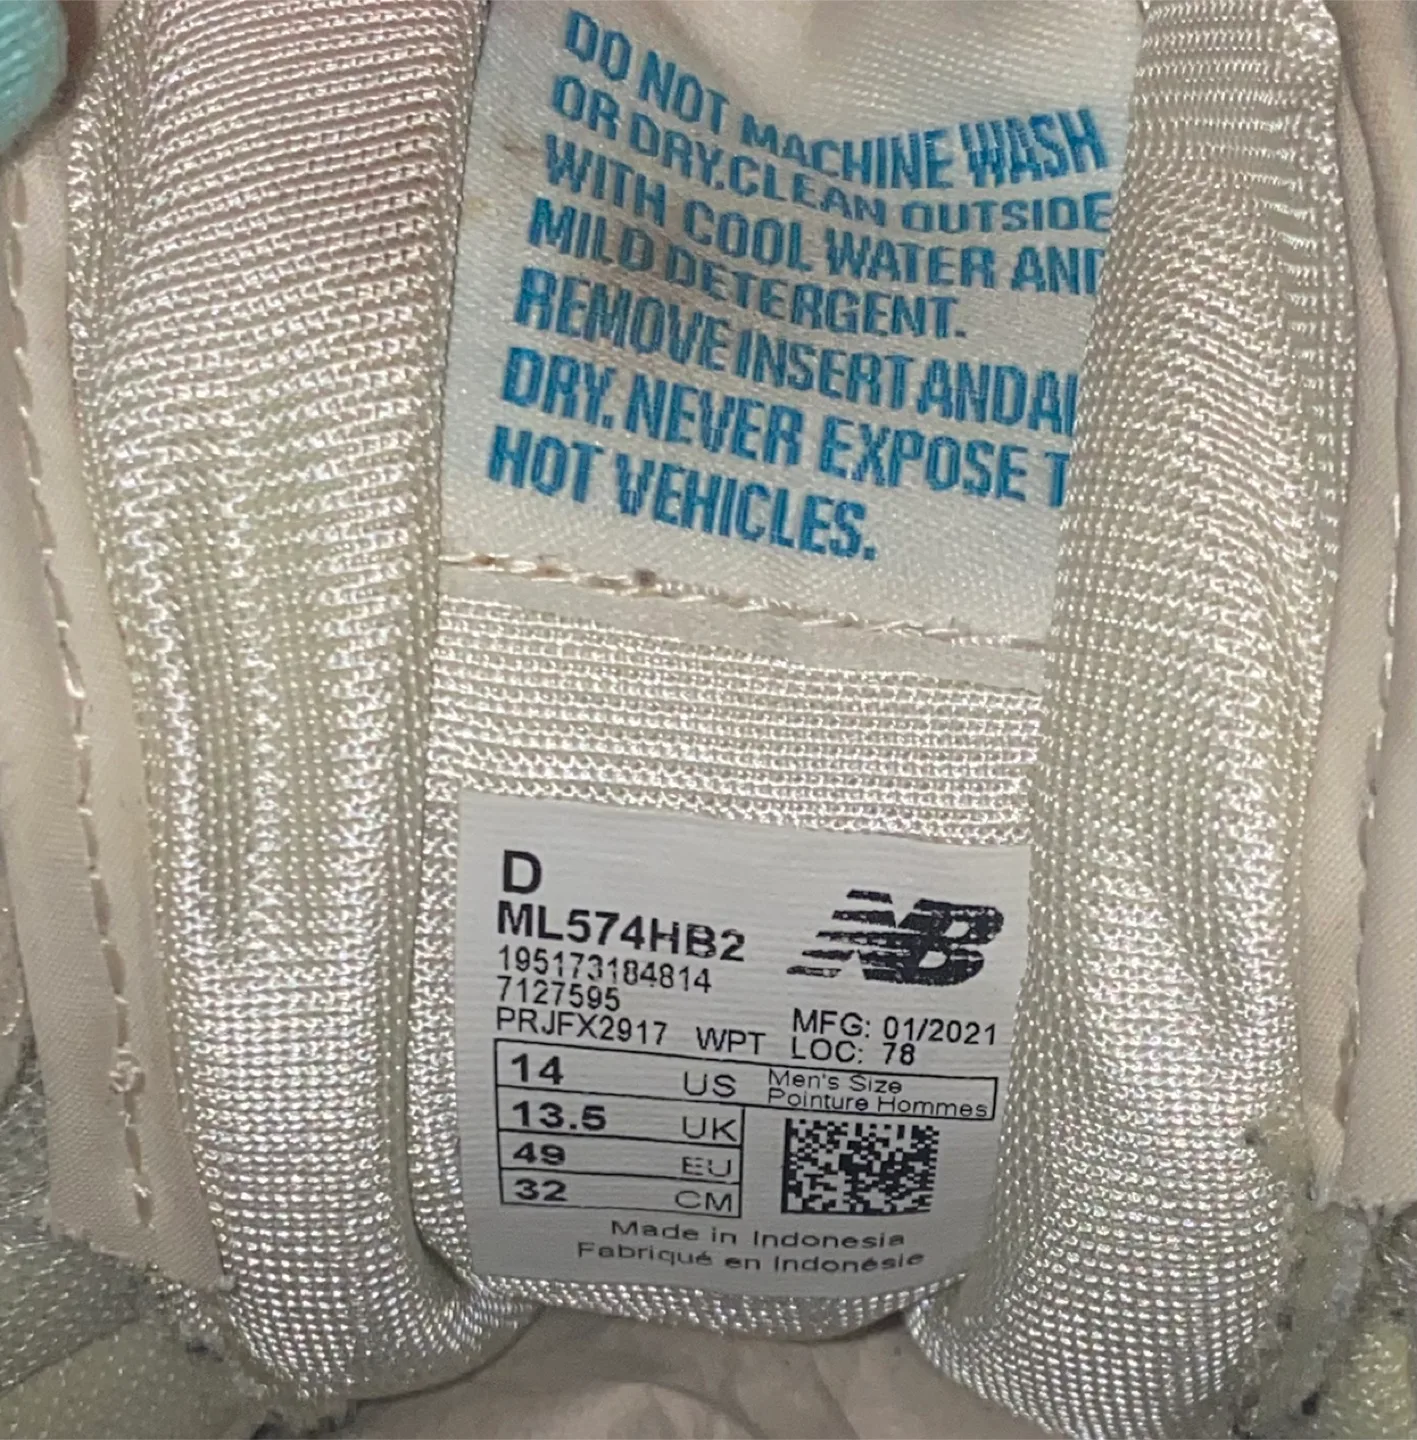 DO NOT MACHINE WASH
OR DRY.CLEAN OUTSIDE
WITH COOL WATER AND
MILD DETERGENT.
REMOVE INSERT AND AI
DRY. NEVER EXPOSE T
HOT VEHICLES.
D
ML574HB2
NB
195173184814
7127595
PRJFX2917 WPT
MFG: 01/2021
LOC: 78
14 US
Men's Size
Pointure Hommes
13.5 UK
49 EU
32 CM
Made in Indonesia
Fabriqué en Indonésie